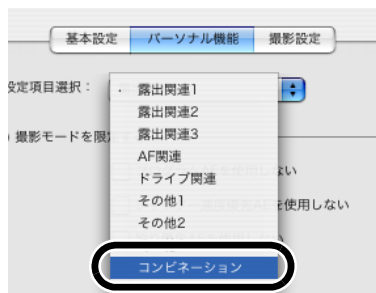 基本設定 パーソナル機能 撮影設定
設定項目選択：
・ 露出関連1
露出関連2
露出関連3
) 撮影モードを限
AF関連
ない
ドライブ関連
その他1
を使用しない
その他2
コンビネーション